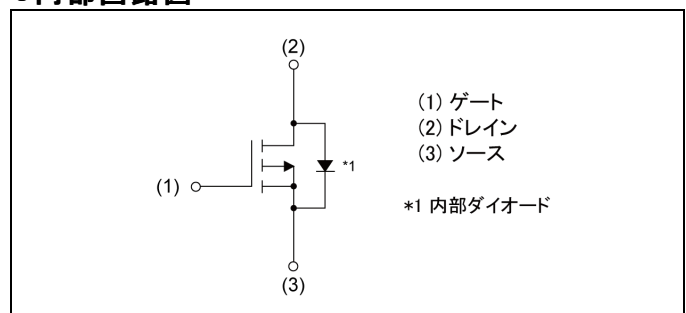 (2)
(1) ゲート
(2) ドレイン
(3) ソース
*1
(1)
*1 内部ダイオード
(3)